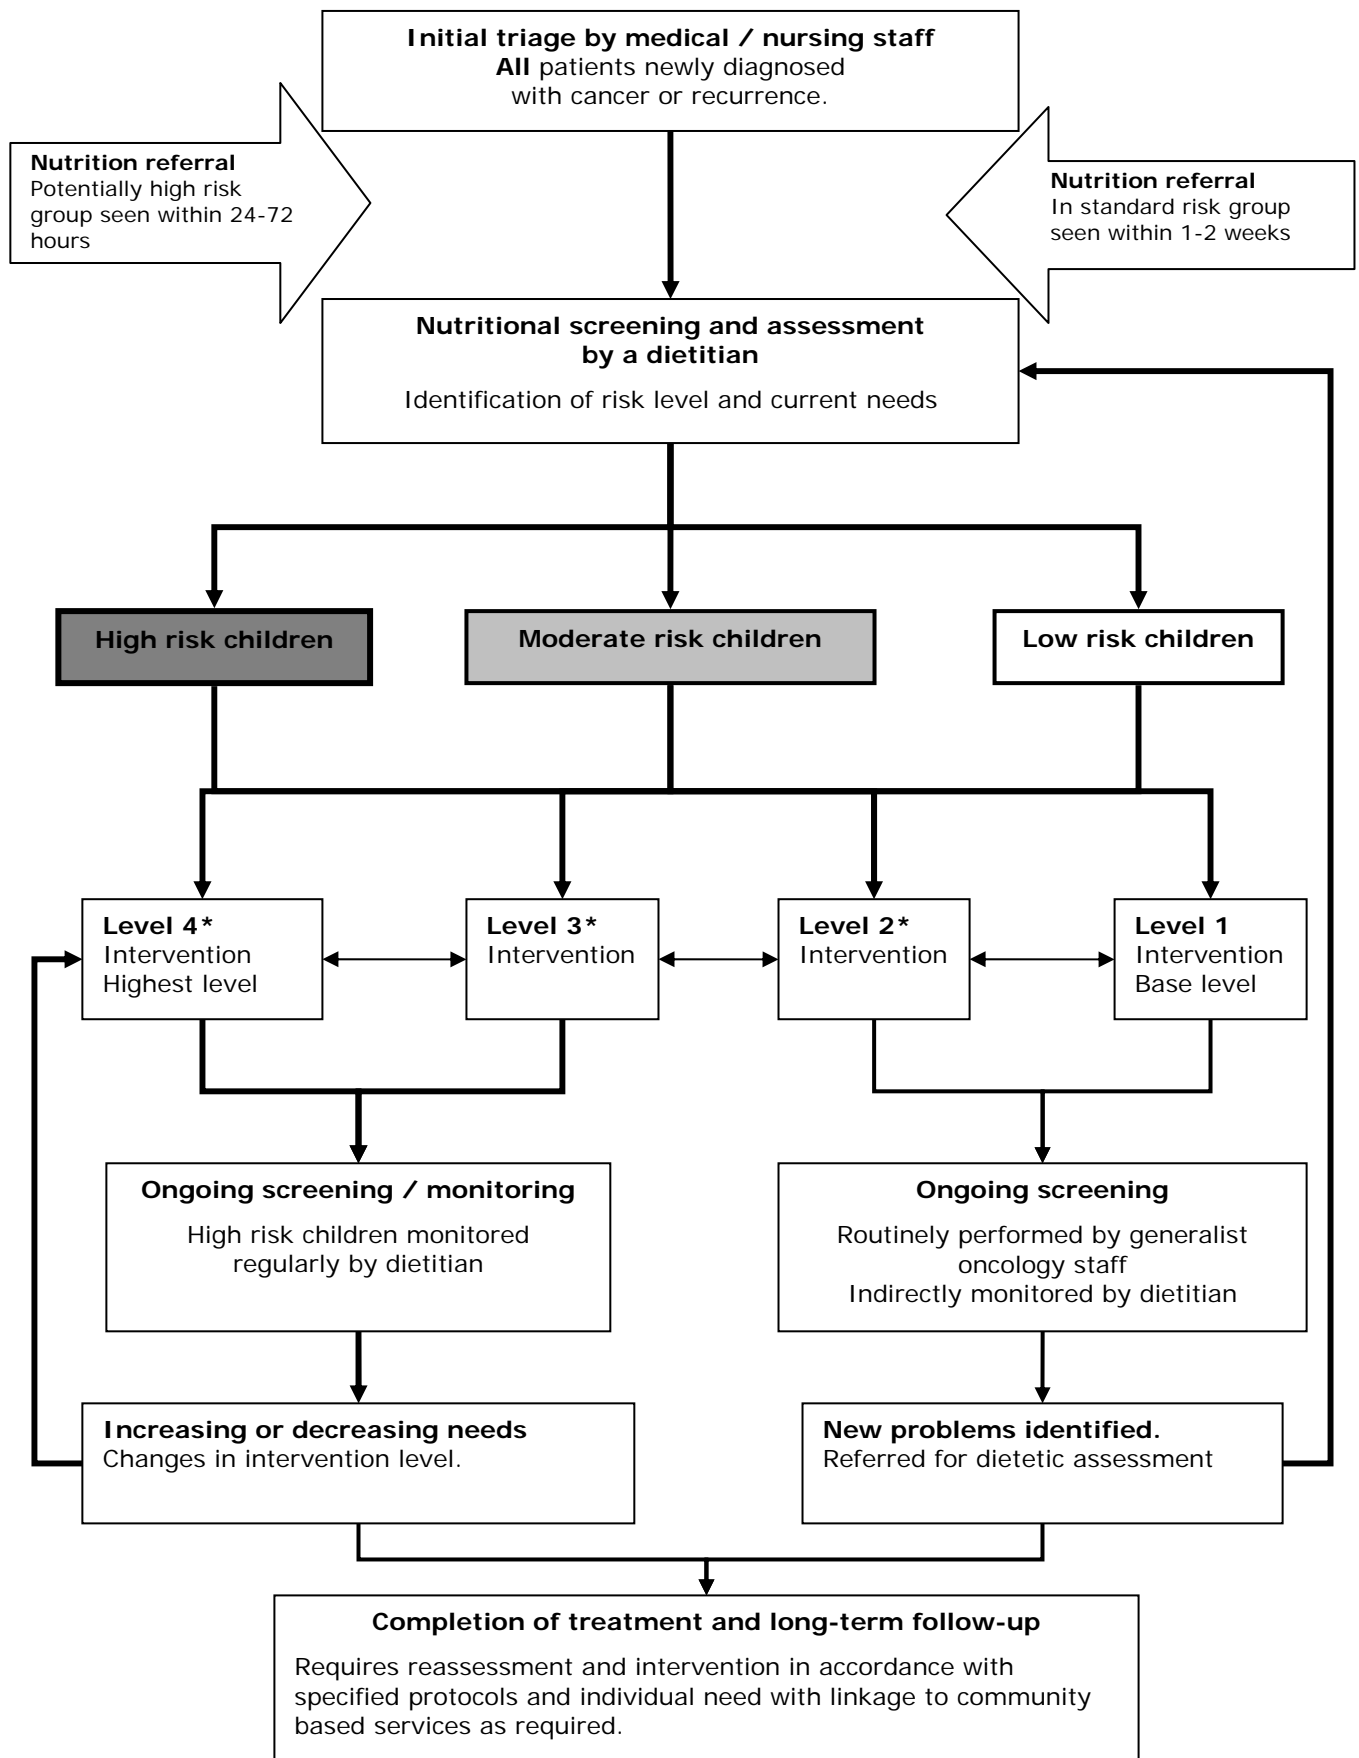 Initial triage by medical / nursing staff
All patients newly diagnosed
with cancer or recurrence.
Nutrition referral
Potentially high risk
group seen within 24-72
hours
Nutrition referral
In standard risk group
seen within 1-2 weeks
Nutritional screening and assessment
by a dietitian
Identification of risk level and current needs
High risk children
Moderate risk children
Low risk children
Level 4*
Intervention
Highest level
Level 3*
Intervention
Level 2*
Intervention
Level 1
Intervention
Base level
Ongoing screening / monitoring
High risk children monitored
regularly by dietitian
Ongoing screening
Routinely performed by generalist
oncology staff
Indirectly monitored by dietitian
Increasing or decreasing needs
Changes in intervention level.
New problems identified.
Referred for dietetic assessment
Completion of treatment and long-term follow-up
Requires reassessment and intervention in accordance with
specified protocols and individual need with linkage to community
based services as required.